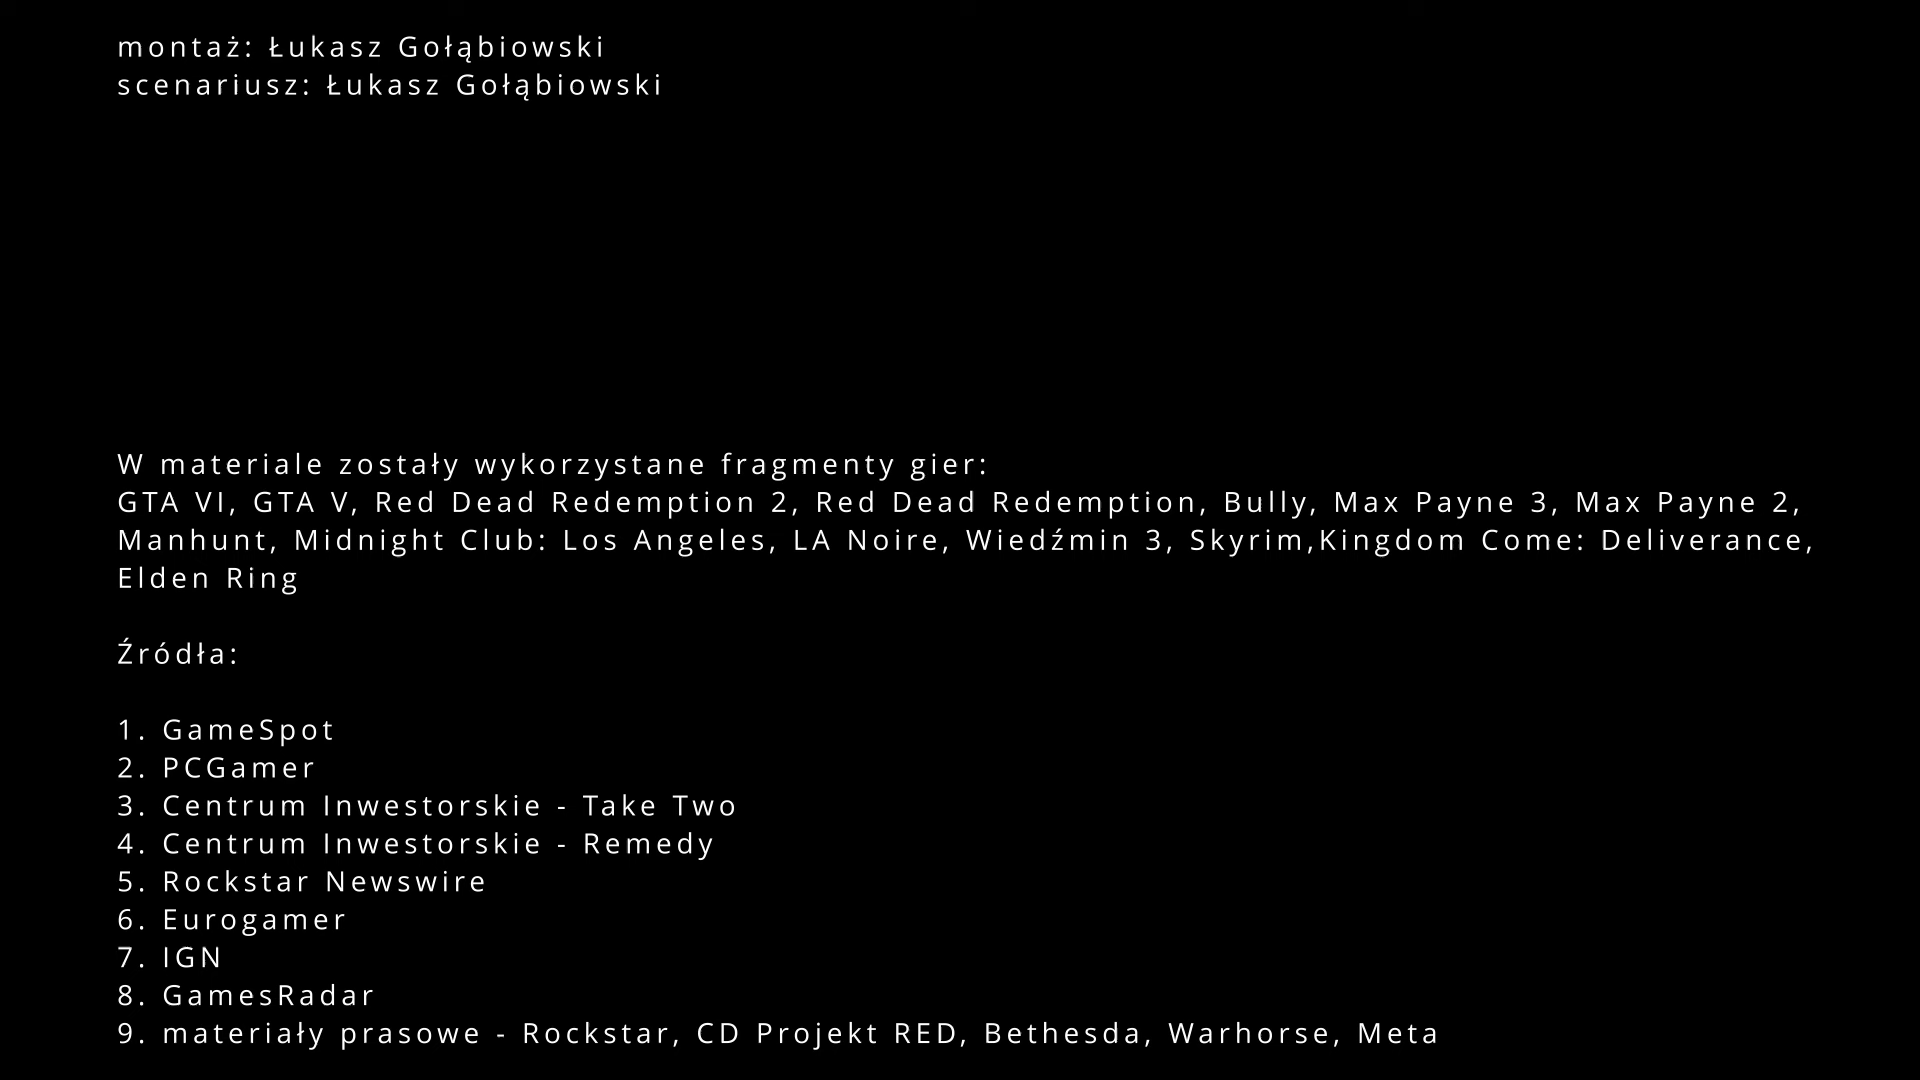 montaż: Łukasz Gołąbiowski
scenariusz: Łukasz Gołąbiowski
W materiale zostały wykorzystane fragmenty gier:
GTA VI, GTA V, Red Dead Redemption 2, Red Dead Redemption, Bully, Max Payne 3, Max Payne 2,
Manhunt, Midnight Club: Los Angeles, LA Noire, Wiedźmin 3, Skyrim,Kingdom Come: Deliverance,
Elden Ring
Źródła:
1. GameSpot
2. PCGamer
3. Centrum Inwestorskie - Take Two
4. Centrum Inwestorskie - Remedy
5. Rockstar Newswire
6. Eurogamer
7. IGN
8. GamesRadar
9. materiały prasowe - Rockstar, CD Projekt RED, Bethesda, Warhorse, Meta